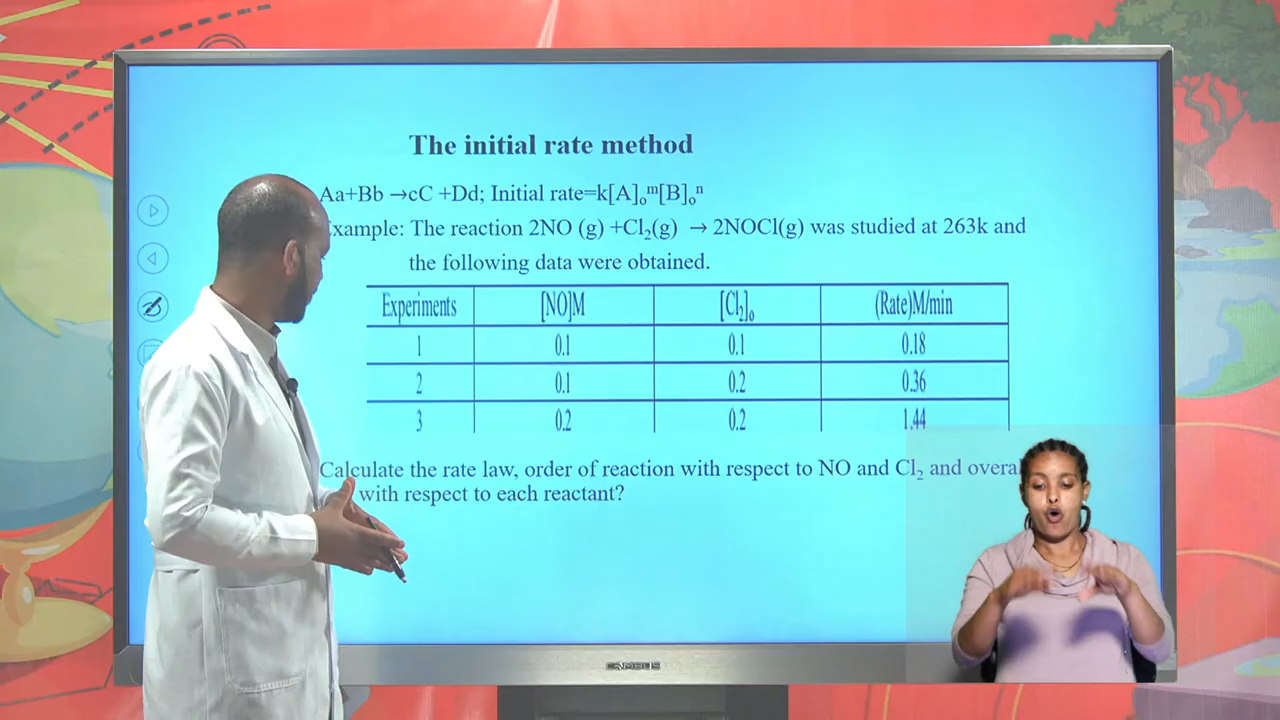 The initial rate method
Aa+Bb →cC +Dd; Initial rate=k[A]ₒᵐ[B]ₒⁿ
xample: The reaction 2NO (g) +Cl₂(g) → 2NOCl(g) was studied at 263k and
the following data were obtained.
Experiments [NO]M [Cl₂]ₒ (Rate)M/min
1 0.1 0.1 0.18
2 0.1 0.2 0.36
3 0.2 0.2 1.44
Calculate the rate law, order of reaction with respect to NO and Cl₂ and overa
with respect to each reactant?